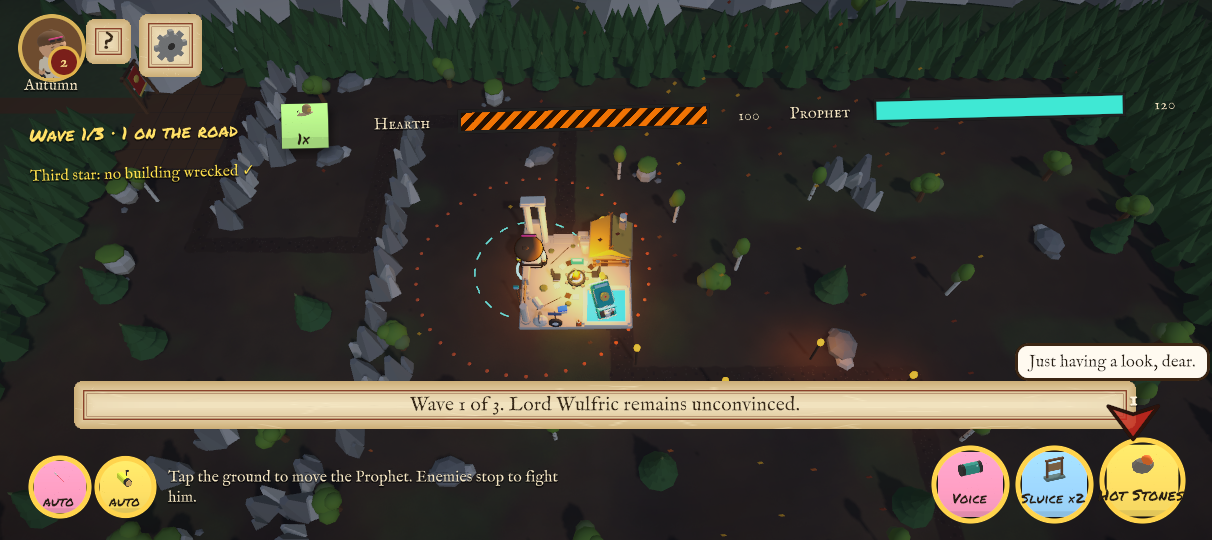 ?
2
Autumn
Wave 1/3 · 1 on the road
1x
Hearth
100
Prophet
120
Third star: no building wrecked ✓
Just having a look, dear.
Wave 1 of 3. Lord Wulfric remains unconvinced.
1
AUTO
AUTO
Tap the ground to move the Prophet. Enemies stop to fight
him.
Voice
Sluice x2
Hot Stones